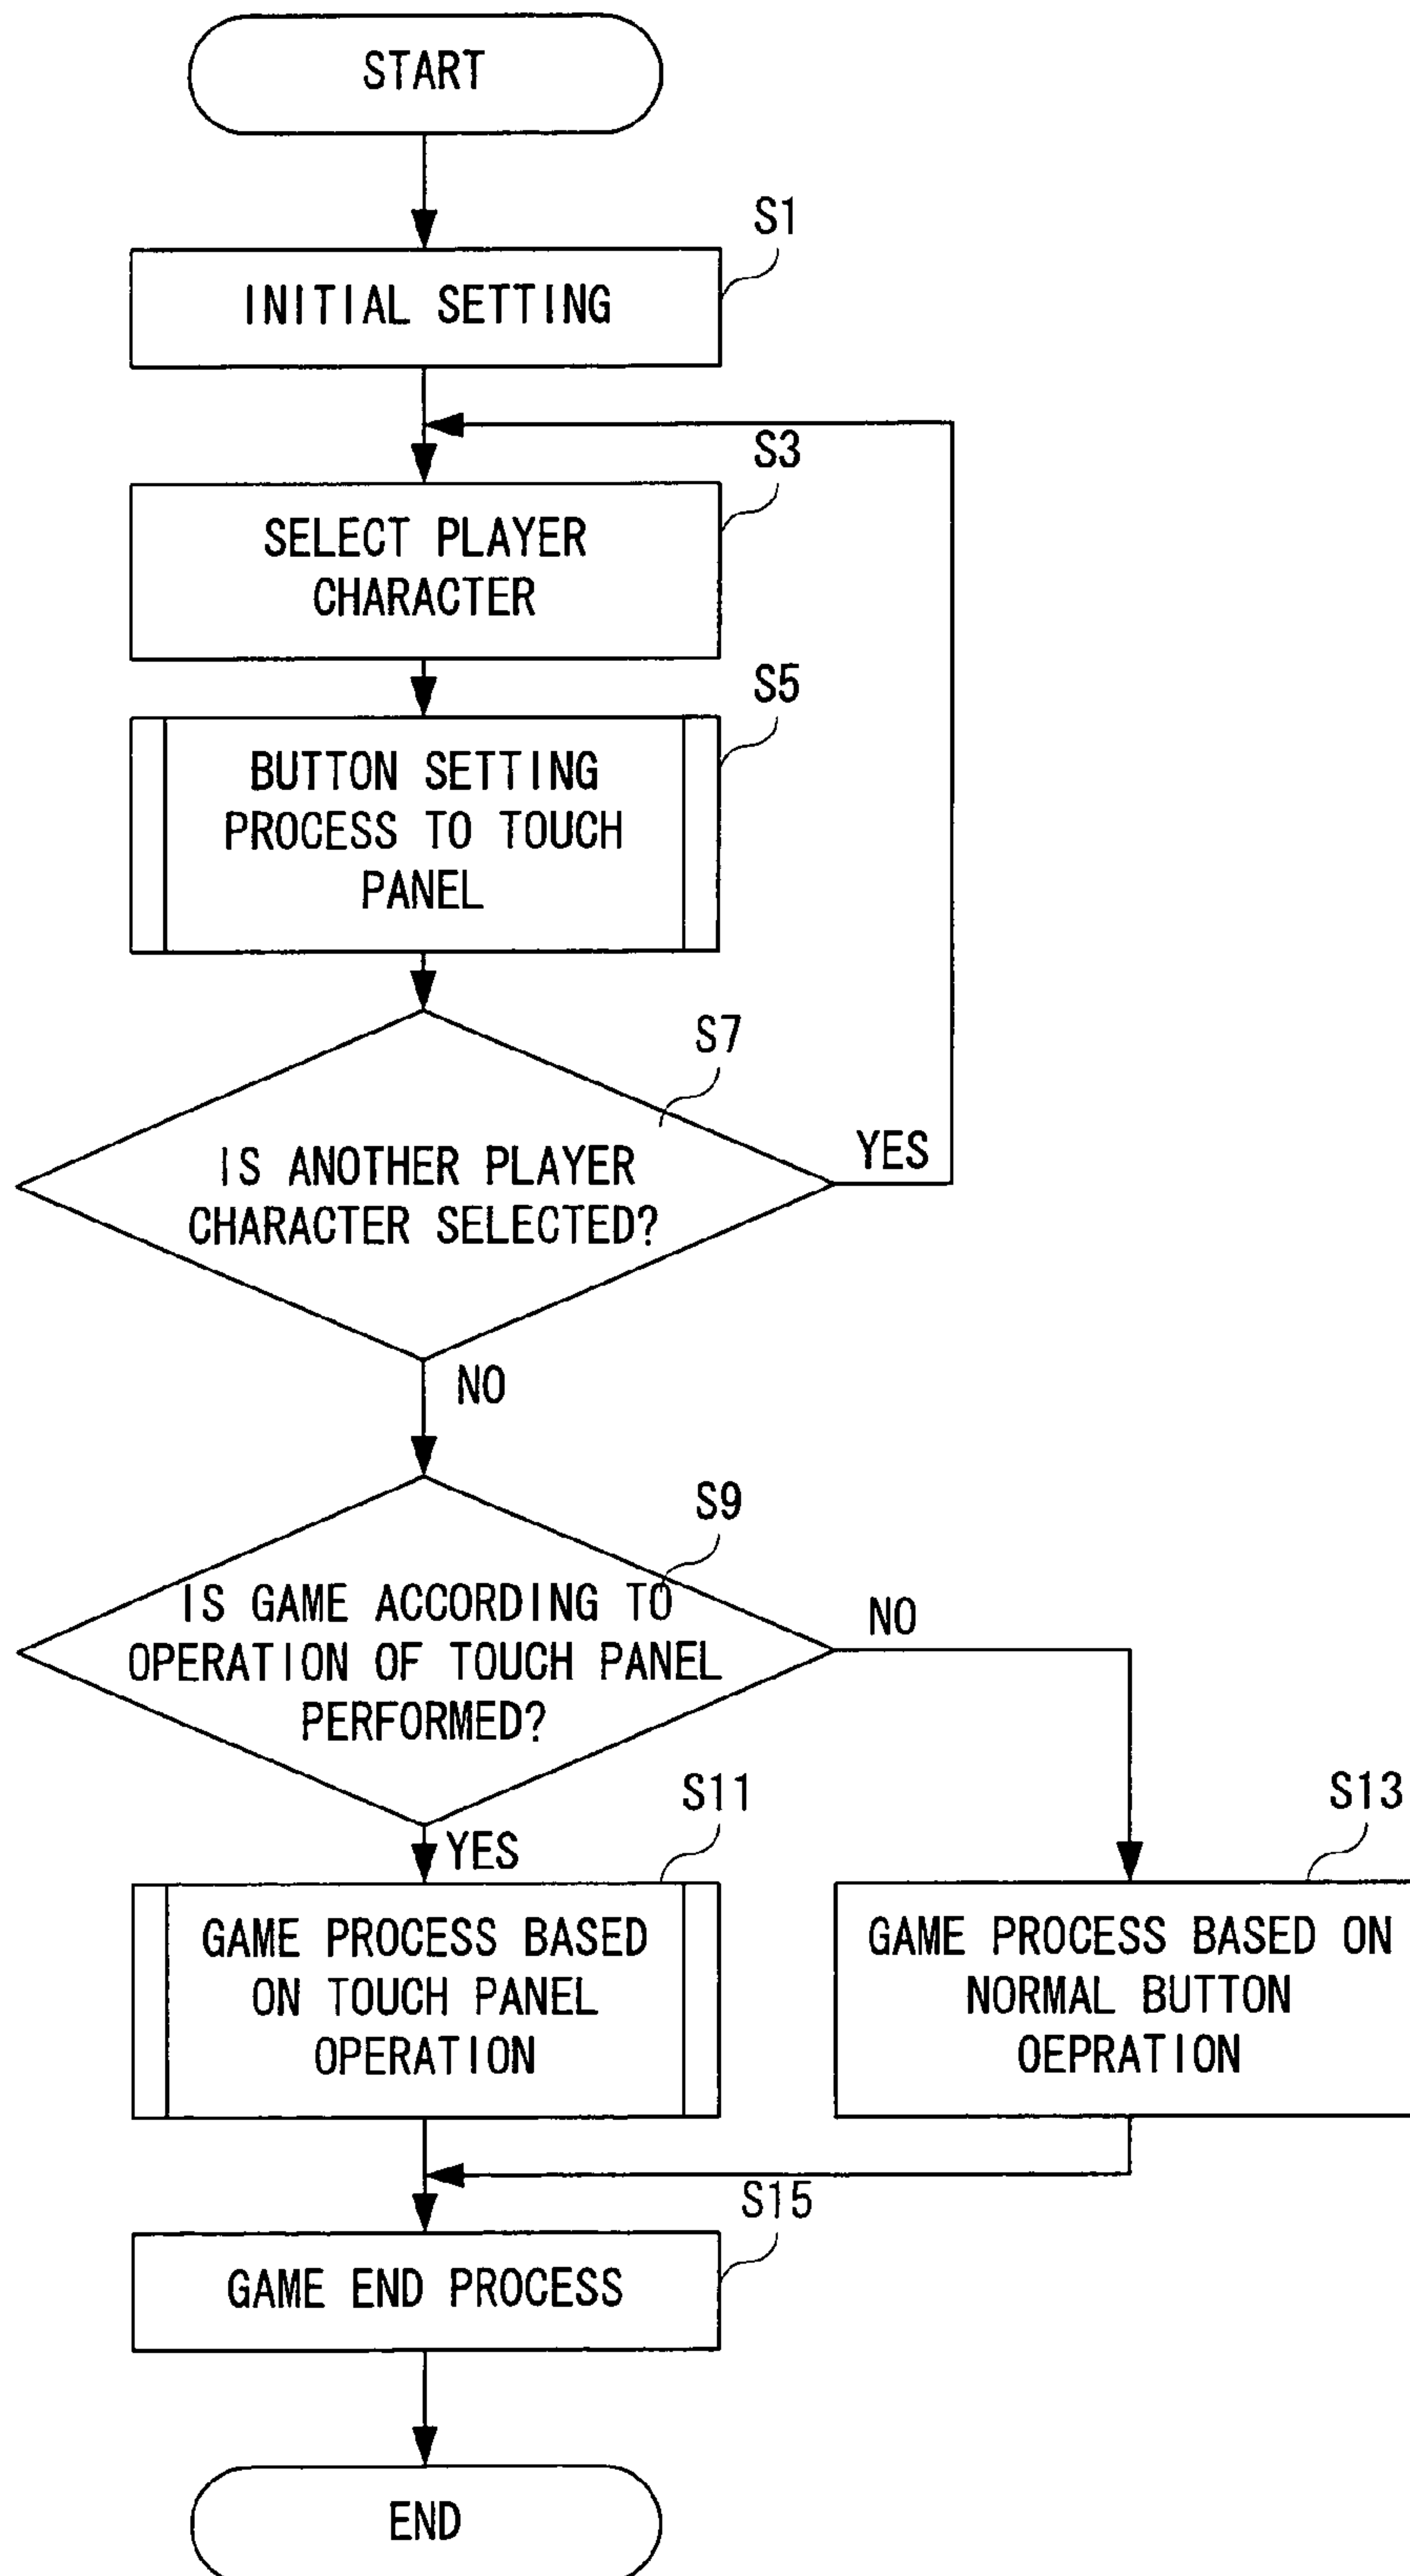 START
S1
INITIAL SETTING
S3
SELECT PLAYER
CHARACTER
S5
BUTTON SETTING
PROCESS TO TOUCH
PANEL
S7
IS ANOTHER PLAYER
CHARACTER SELECTED?
YES
NO
S9
IS GAME ACCORDING TO
OPERATION OF TOUCH PANEL
PERFORMED?
NO
YES
S11
GAME PROCESS BASED
ON TOUCH PANEL
OPERATION
S13
GAME PROCESS BASED ON
NORMAL BUTTON
OEPRATION
S15
GAME END PROCESS
END